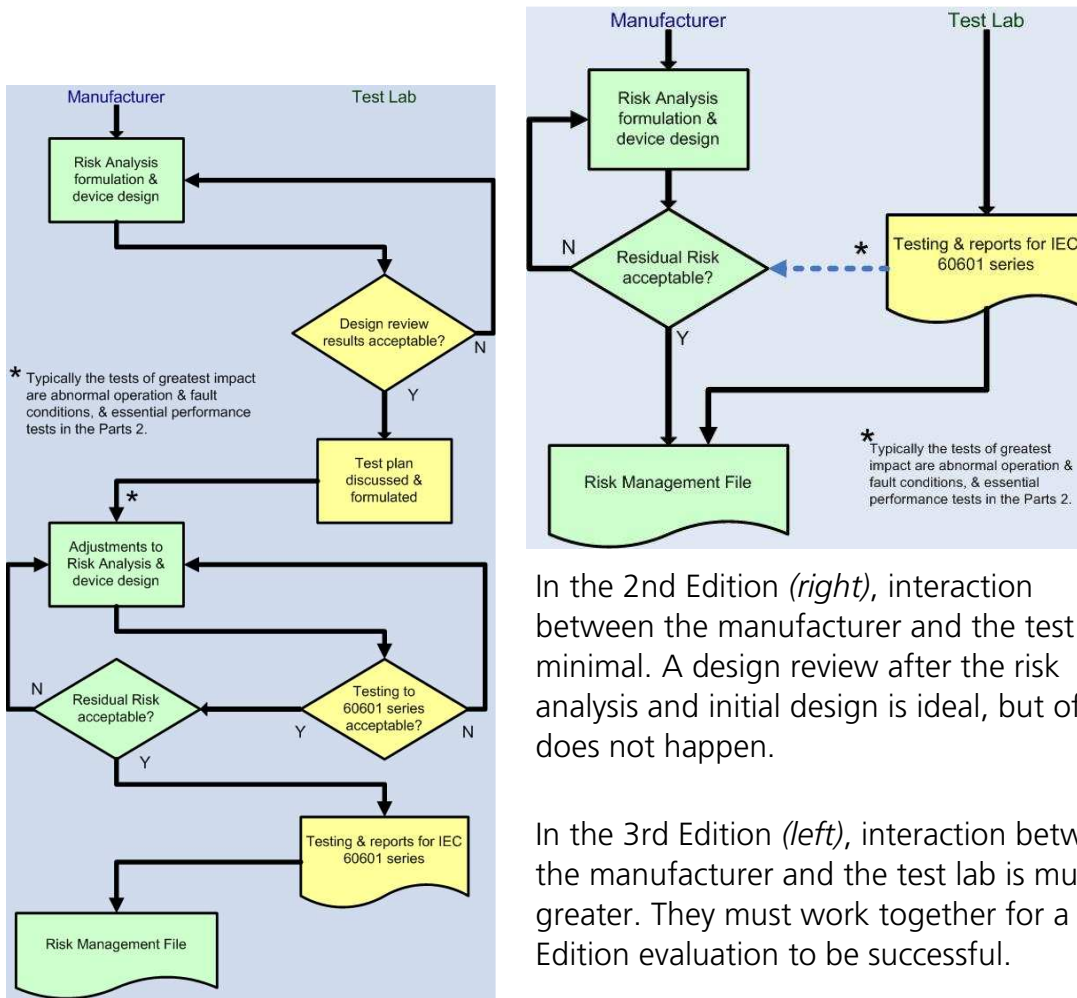 Manufacturer
Test Lab
Risk Analysis
formulation &
device design
Design review
results acceptable?
N
Y
* Typically the tests of greatest impact
are abnormal operation & fault
conditions, & essential performance
tests in the Parts 2.
Test plan
discussed &
formulated
*
Adjustments to
Risk Analysis &
device design
N
Residual Risk
acceptable?
Y
Testing to
60601 series
acceptable?
Y
N
Testing & reports for IEC
60601 series
Risk Management File
Manufacturer
Test Lab
Risk Analysis
formulation &
device design
N
Residual Risk
acceptable?
*
Testing & reports for IEC
60601 series
Y
Risk Management File
*
Typically the tests of greatest
impact are abnormal operation &
fault conditions, & essential
performance tests in the Parts 2.
In the 2nd Edition (right), interaction
between the manufacturer and the test
minimal. A design review after the risk
analysis and initial design is ideal, but
does not happen.
In the 3rd Edition (left), interaction
the manufacturer and the test lab is
greater. They must work together for a
Edition evaluation to be successful.